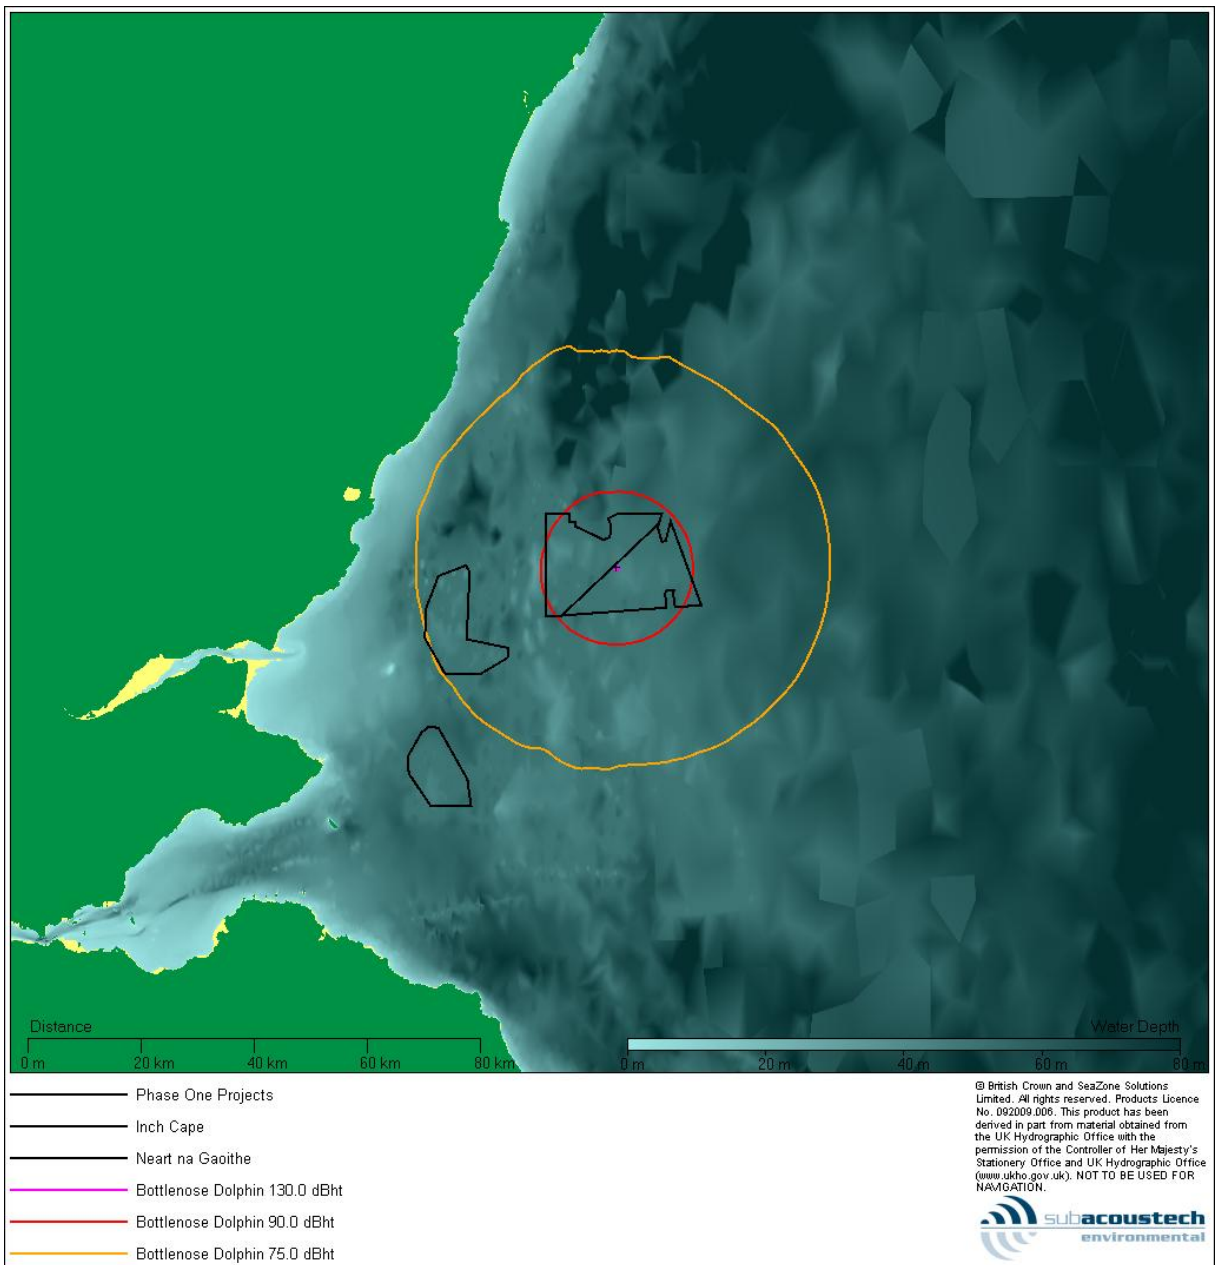 Distance
Water Depth
0 m
20 km
40 km
60 km
80 km
0 m
20 m
40 m
60 m
80 m
Phase One Projects
Inch Cape
Neart na Gaoithe
Bottlenose Dolphin 130.0 dBht
Bottlenose Dolphin 90.0 dBht
Bottlenose Dolphin 75.0 dBht
© British Crown and SeaZone Solutions
Limited. All rights reserved. Products Licence
No. 092009.006. This product has been
derived in part from material obtained from
the UK Hydrographic Office with the
permission of the Controller of Her Majesty's
Stationery Office and UK Hydrographic Office
(www.ukho.gov.uk). NOT TO BE USED FOR
NAVIGATION.
subacoustech
environmental